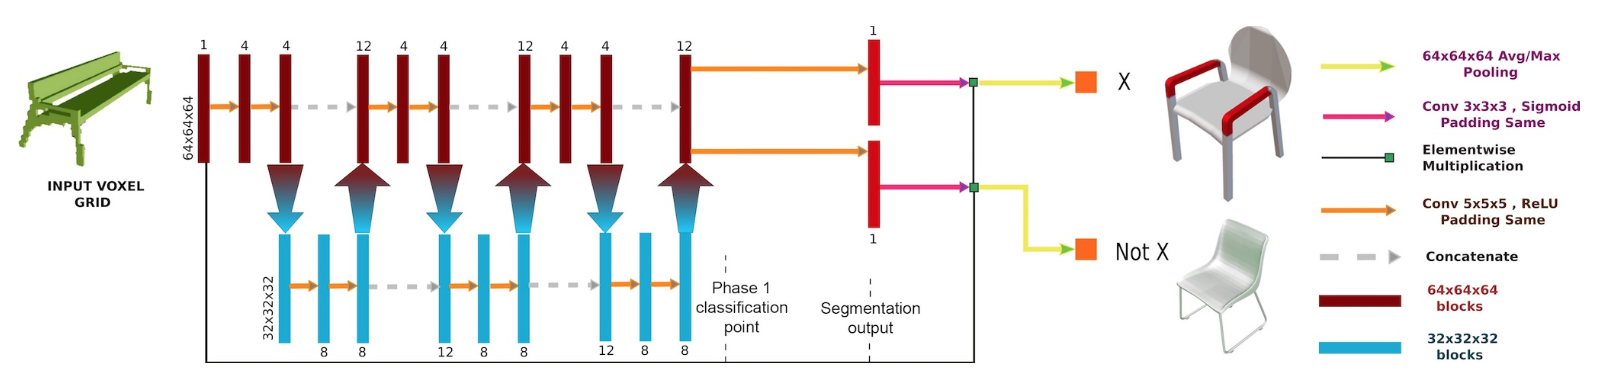 1 4 4 12 4 4 12 4 4 12 1
64x64x64
INPUT VOXEL
GRID
32x32x32
8 8 12 8 8 12 8 8
Phase 1
classification
point
1
Segmentation
output
X
Not X
64x64x64 Avg/Max
Pooling
Conv 3x3x3 , Sigmoid
Padding Same
Elementwise
Multiplication
Conv 5x5x5 , ReLU
Padding Same
Concatenate
64x64x64
blocks
32x32x32
blocks